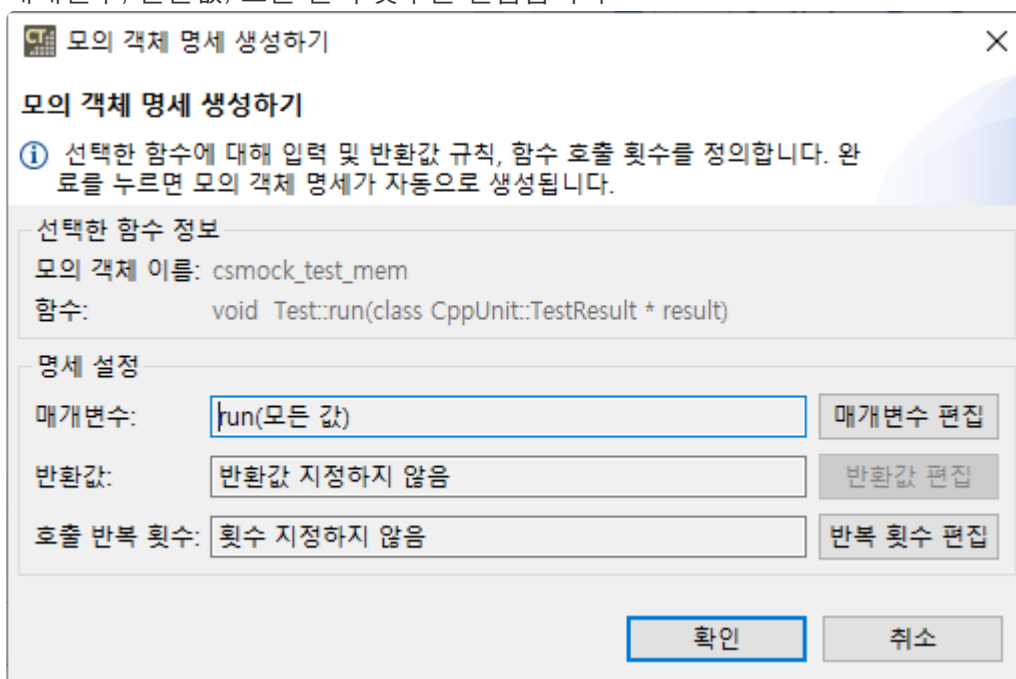 모의 객체 명세 생성하기
모의 객체 명세 생성하기
선택한 함수에 대해 입력 및 반환값 규칙, 함수 호출 횟수를 정의합니다. 완
료를 누르면 모의 객체 명세가 자동으로 생성됩니다.
선택한 함수 정보
모의 객체 이름: csmock_test_mem
함수: void Test::run(class CppUnit::TestResult * result)
명세 설정
매개변수: run(모든 값) 매개변수 편집
반환값: 반환값 지정하지 않음 반환값 편집
호출 반복 횟수: 횟수 지정하지 않음 반복 횟수 편집
확인 취소